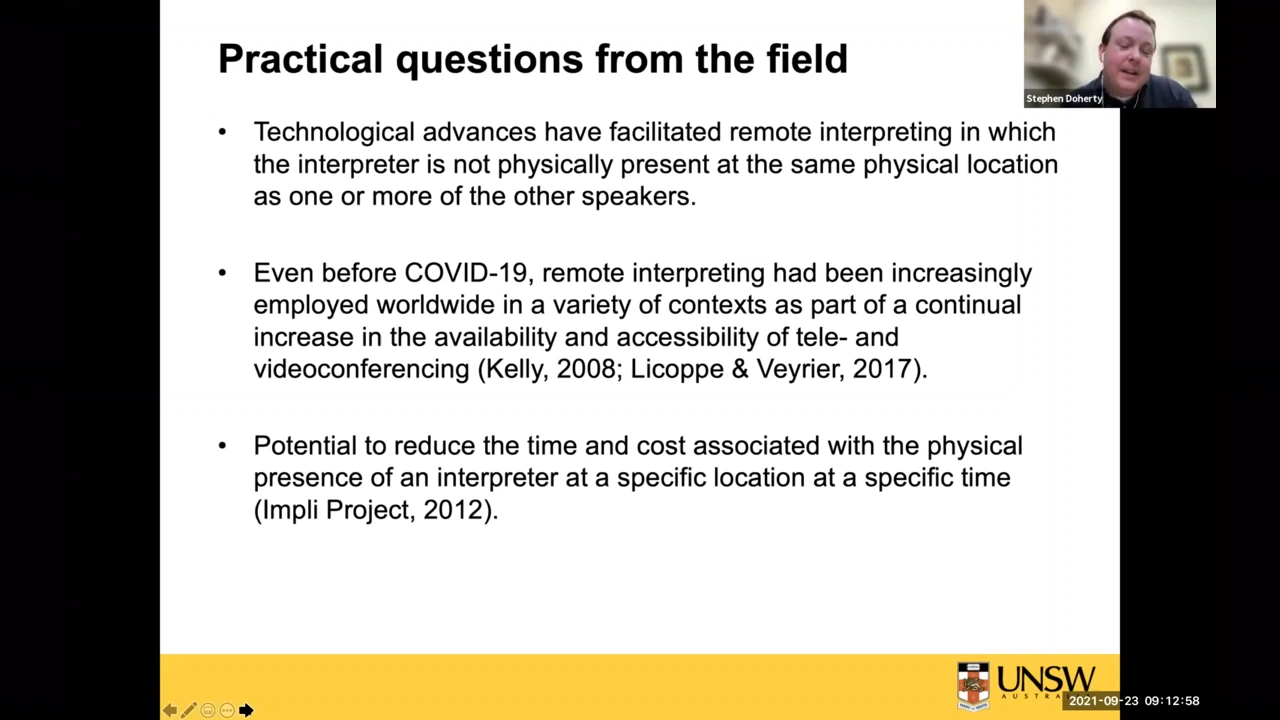 Practical questions from the field
Stephen Doherty
• Technological advances have facilitated remote interpreting in which
the interpreter is not physically present at the same physical location
as one or more of the other speakers.
• Even before COVID-19, remote interpreting had been increasingly
employed worldwide in a variety of contexts as part of a continual
increase in the availability and accessibility of tele- and
videoconferencing (Kelly, 2008; Licoppe & Veyrier, 2017).
• Potential to reduce the time and cost associated with the physical
presence of an interpreter at a specific location at a specific time
(Impli Project, 2012).
UNSW
2021-09-23 09:12:58